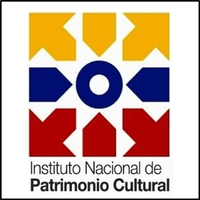 Instituto Nacional de
Patrimonio Cultural